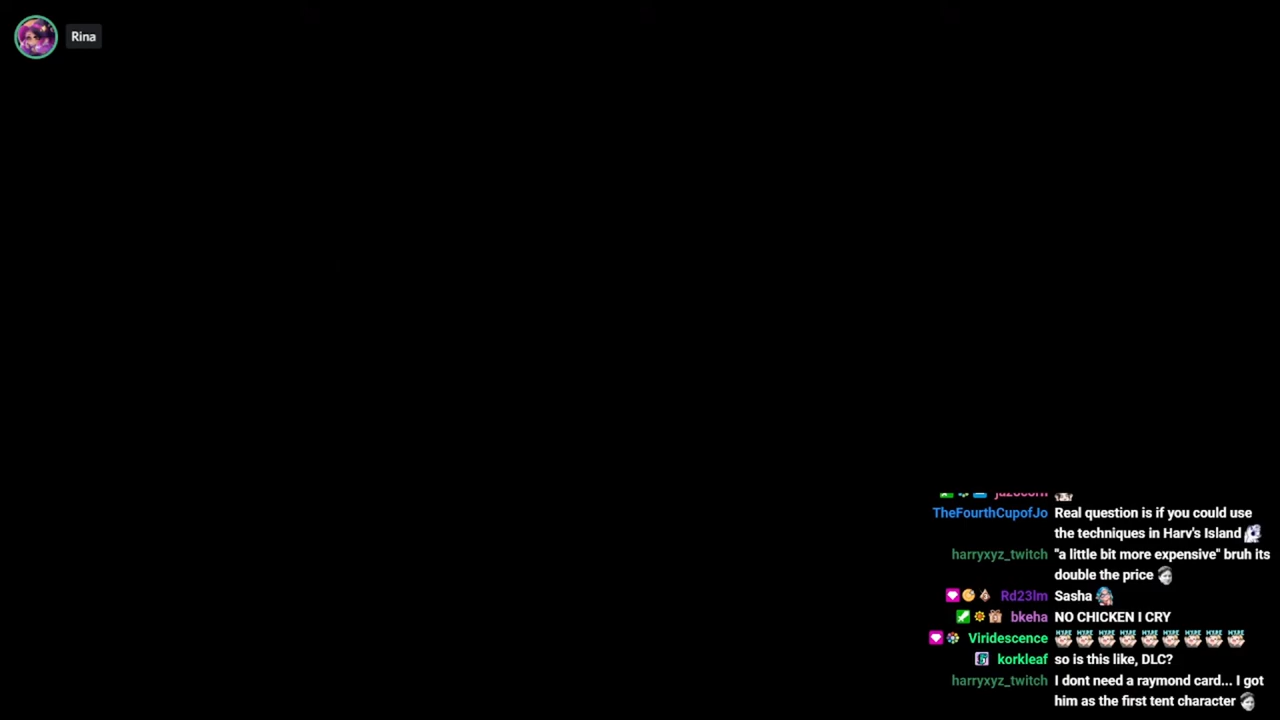 Rina
TheFourthCupofJo Real question is if you could use
the techniques in Harv's Island
harryxyz_twitch "a little bit more expensive" bruh its
double the price
Rd23lm Sasha
bkeha NO CHICKEN I CRY
Viridescence
korkleaf so is this like, DLC?
harryxyz_twitch I dont need a raymond card... I got
him as the first tent character